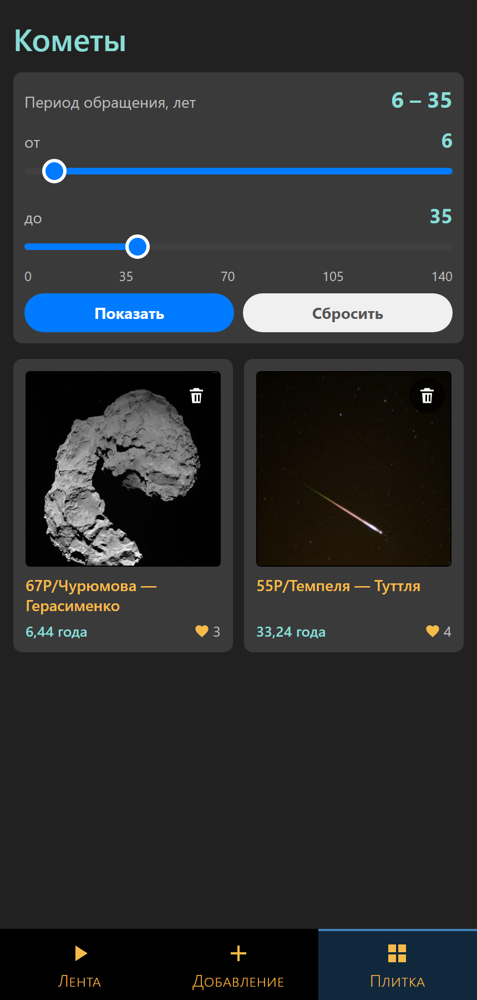 Кометы
Период обращения, лет 6 – 35
от 6
до 35
0 35 70 105 140
Показать Сбросить
67P/Чурюмова —
Герасименко
6,44 года 3
55P/Темпеля — Туттля
33,24 года 4
Лента Добавление Плитка